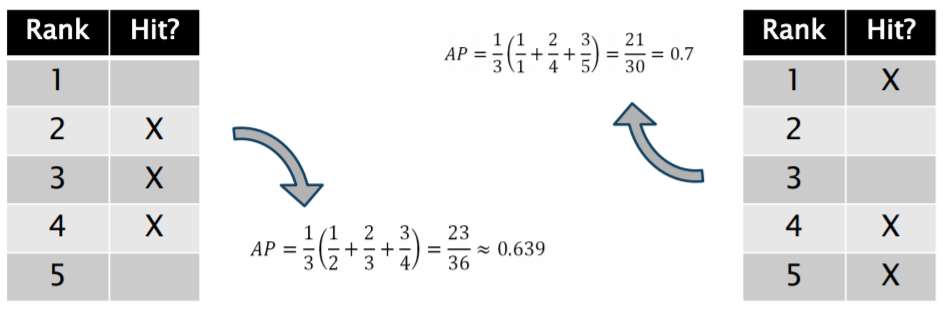 Rank Hit?
1
2 X
3 X
4 X
5
AP = 1/3 (1/1 + 2/4 + 3/5) = 21/30 = 0.7
AP = 1/3 (1/2 + 2/3 + 3/4) = 23/36 ≈ 0.639
Rank Hit?
1 X
2
3
4 X
5 X